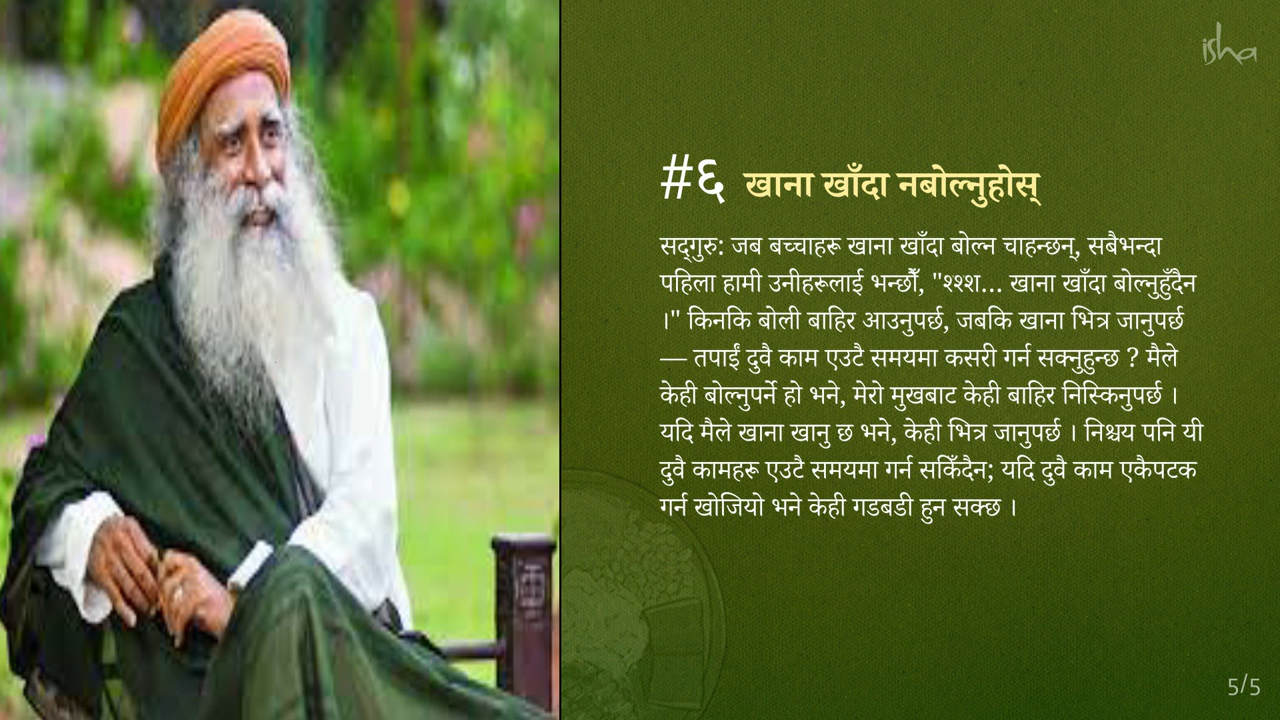 isha
#६ खाना खाँदा नबोल्नुहोस्
सद्गुरु: जब बच्चाहरू खाना खाँदा बोल्न चाहन्छन्, सबैभन्दा
पहिला हामी उनीहरूलाई भन्छौँ, "श्श्श... खाना खाँदा बोल्नुहुँदैन
।" किनकि बोली बाहिर आउनुपर्छ, जबकि खाना भित्र जानुपर्छ
— तपाईं दुवै काम एउटै समयमा कसरी गर्न सक्नुहुन्छ ? मैले
केही बोल्नुपर्ने हो भने, मेरो मुखबाट केही बाहिर निस्किनुपर्छ ।
यदि मैले खाना खानु छ भने, केही भित्र जानुपर्छ । निश्चय पनि यी
दुवै कामहरू एउटै समयमा गर्न सकिँदैन; यदि दुवै काम एकैपटक
गर्न खोजियो भने केही गडबडी हुन सक्छ ।
5/5